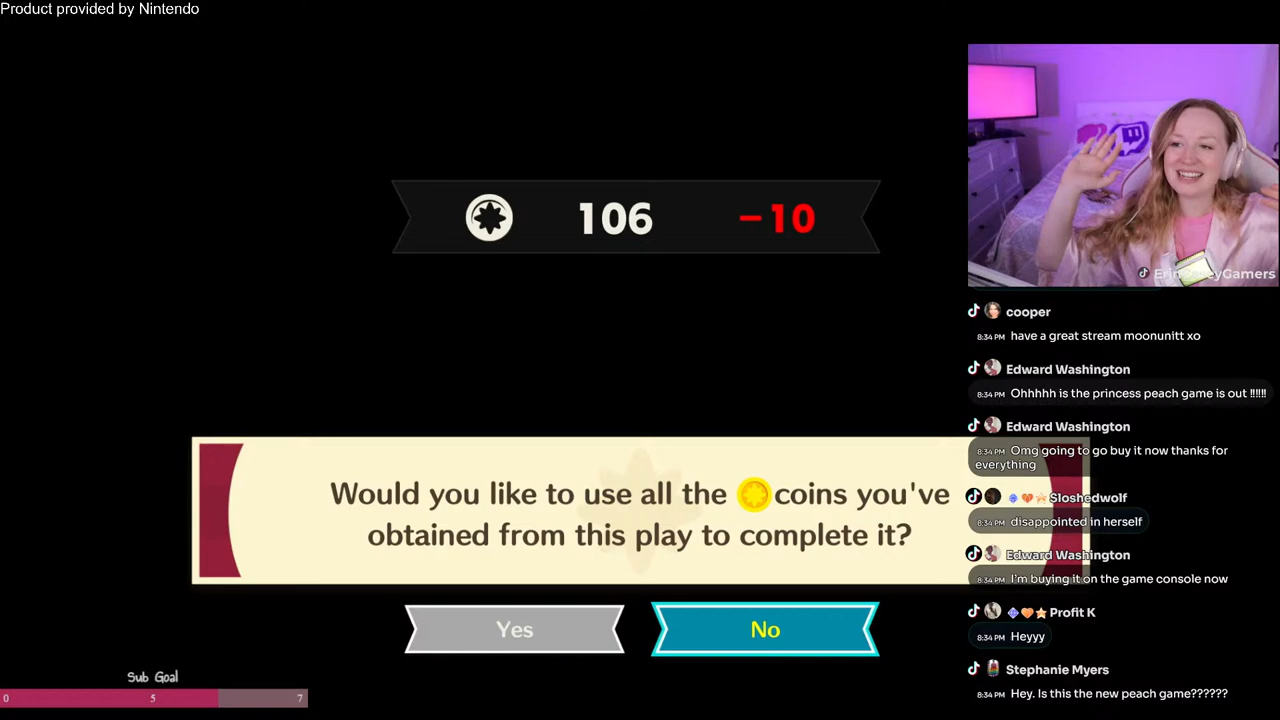 Product provided by Nintendo
106 -10
Would you like to use all the coins you've
obtained from this play to complete it?
Yes
No
Sub Goal
0 5 7
cooper
8:34 PM have a great stream moonunitt xo
Edward Washington
8:34 PM Ohhhhh is the princess peach game is out !!!!!!
Edward Washington
8:34 PM Omg going to go buy it now thanks for
everything
Sloshedwolf
8:34 PM disappointed in herself
Edward Washington
8:34 PM I'm buying it on the game console now
Profit K
8:34 PM Heyyy
Stephanie Myers
8:34 PM Hey. Is this the new peach game??????